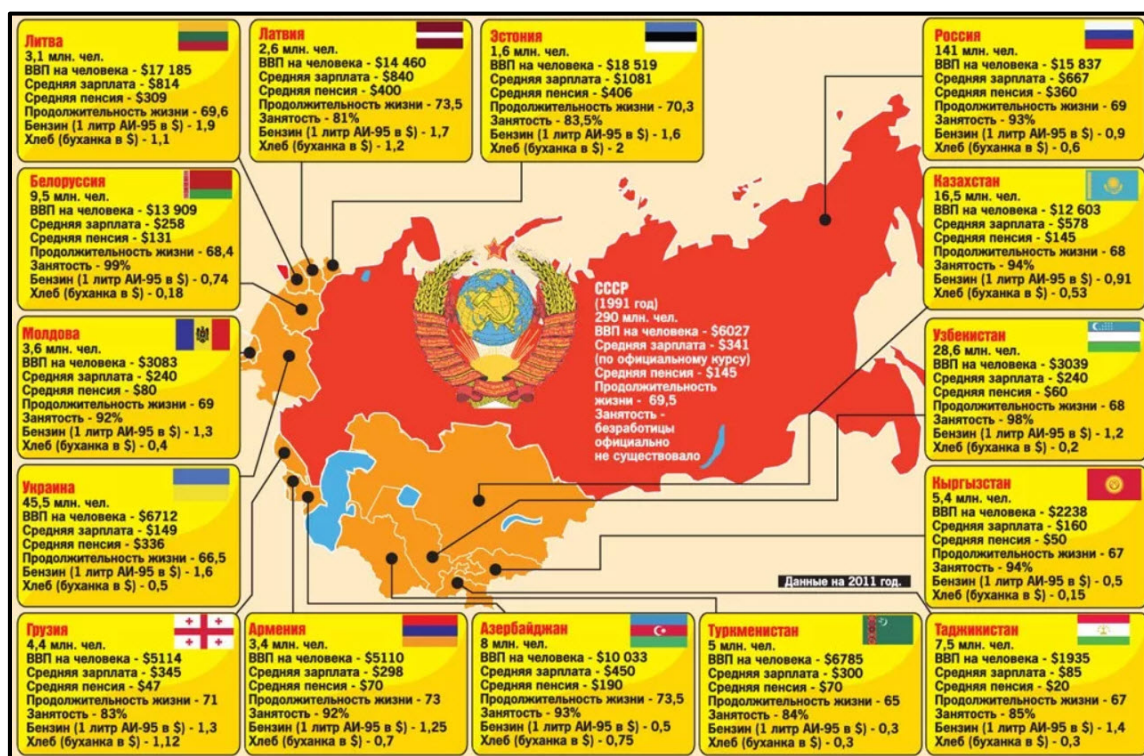 Литва
3,1 млн. чел.
ВВП на человека - $17 185
Средняя зарплата - $814
Средняя пенсия - $309
Продолжительность жизни - 69,6
Бензин (1 литр АИ-95 в $) - 1,9
Хлеб (буханка в $) - 1,1
Латвия
2,6 млн. чел.
ВВП на человека - $14 460
Средняя зарплата - $840
Средняя пенсия - $400
Продолжительность жизни - 73,5
Занятость - 81%
Бензин (1 литр АИ-95 в $) - 1,7
Хлеб (буханка в $) - 1,2
Эстония
1,6 млн. чел.
ВВП на человека - $18 519
Средняя зарплата - $1081
Средняя пенсия - $406
Продолжительность жизни - 70,3
Занятость - 83,5%
Бензин (1 литр АИ-95 в $) - 1,6
Хлеб (буханка в $) - 2
Россия
141 млн. чел.
ВВП на человека - $15 837
Средняя зарплата - $667
Средняя пенсия - $360
Продолжительность жизни - 69
Занятость - 93%
Бензин (1 литр АИ-95 в $) - 0,9
Хлеб (буханка в $) - 0,6
Белоруссия
9,5 млн. чел.
ВВП на человека - $13 909
Средняя зарплата - $258
Средняя пенсия - $131
Продолжительность жизни - 68,4
Занятость - 99%
Бензин (1 литр АИ-95 в $) - 0,74
Хлеб (буханка в $) - 0,18
Казахстан
16,5 млн. чел.
ВВП на человека - $12 603
Средняя зарплата - $578
Средняя пенсия - $145
Продолжительность жизни - 68
Занятость - 94%
Бензин (1 литр АИ-95 в $) - 0,91
Хлеб (буханка в $) - 0,53
СССР
(1991 год)
290 млн. чел.
ВВП на человека - $6027
Средняя зарплата - $341
(по официальному курсу)
Средняя пенсия - $145
Продолжительность
жизни - 69,5
Занятость -
безработицы
официально
не существовало
Молдова
3,6 млн. чел.
ВВП на человека - $3083
Средняя зарплата - $240
Средняя пенсия - $80
Продолжительность жизни - 69
Занятость - 92%
Бензин (1 литр АИ-95 в $) - 1,3
Хлеб (буханка в $) - 0,4
Узбекистан
28,6 млн. чел.
ВВП на человека - $3039
Средняя зарплата - $240
Средняя пенсия - $60
Продолжительность жизни - 68
Занятость - 98%
Бензин (1 литр АИ-95 в $) - 1,2
Хлеб (буханка в $) - 0,2
Украина
45,5 млн. чел.
ВВП на человека - $6712
Средняя зарплата - $149
Средняя пенсия - $336
Продолжительность жизни - 66,5
Бензин (1 литр АИ-95 в $) - 1,6
Хлеб (буханка в $) - 0,5
Кыргызстан
5,4 млн. чел.
ВВП на человека - $2238
Средняя зарплата - $160
Средняя пенсия - $50
Продолжительность жизни - 67
Занятость - 94%
Бензин (1 литр АИ-95 в $) - 0,5
Хлеб (буханка в $) - 0,15
Данные на 2011 год.
Грузия
4,4 млн. чел.
ВВП на человека - $5114
Средняя зарплата - $345
Средняя пенсия - $47
Продолжительность жизни - 71
Занятость - 83%
Бензин (1 литр АИ-95 в $) - 1,3
Хлеб (буханка в $) - 1,12
Армения
3,4 млн. чел.
ВВП на человека - $5110
Средняя зарплата - $298
Средняя пенсия - $70
Продолжительность жизни - 73
Занятость - 92%
Бензин (1 литр АИ-95 в $) - 1,25
Хлеб (буханка в $) - 0,7
Азербайджан
8 млн. чел.
ВВП на человека - $10 033
Средняя зарплата - $450
Средняя пенсия - $190
Продолжительность жизни - 73,5
Занятость - 93%
Бензин (1 литр АИ-95 в $) - 0,5
Хлеб (буханка в $) - 0,75
Туркменистан
5 млн. чел.
ВВП на человека - $6785
Средняя зарплата - $300
Средняя пенсия - $70
Продолжительность жизни - 65
Занятость - 84%
Бензин (1 литр АИ-95 в $) - 0,3
Хлеб (буханка в $) - 0,3
Таджикистан
7,5 млн. чел.
ВВП на человека - $1935
Средняя зарплата - $85
Средняя пенсия - $20
Продолжительность жизни - 67
Занятость - 85%
Бензин (1 литр АИ-95 в $) - 1,4
Хлеб (буханка в $) - 0,3